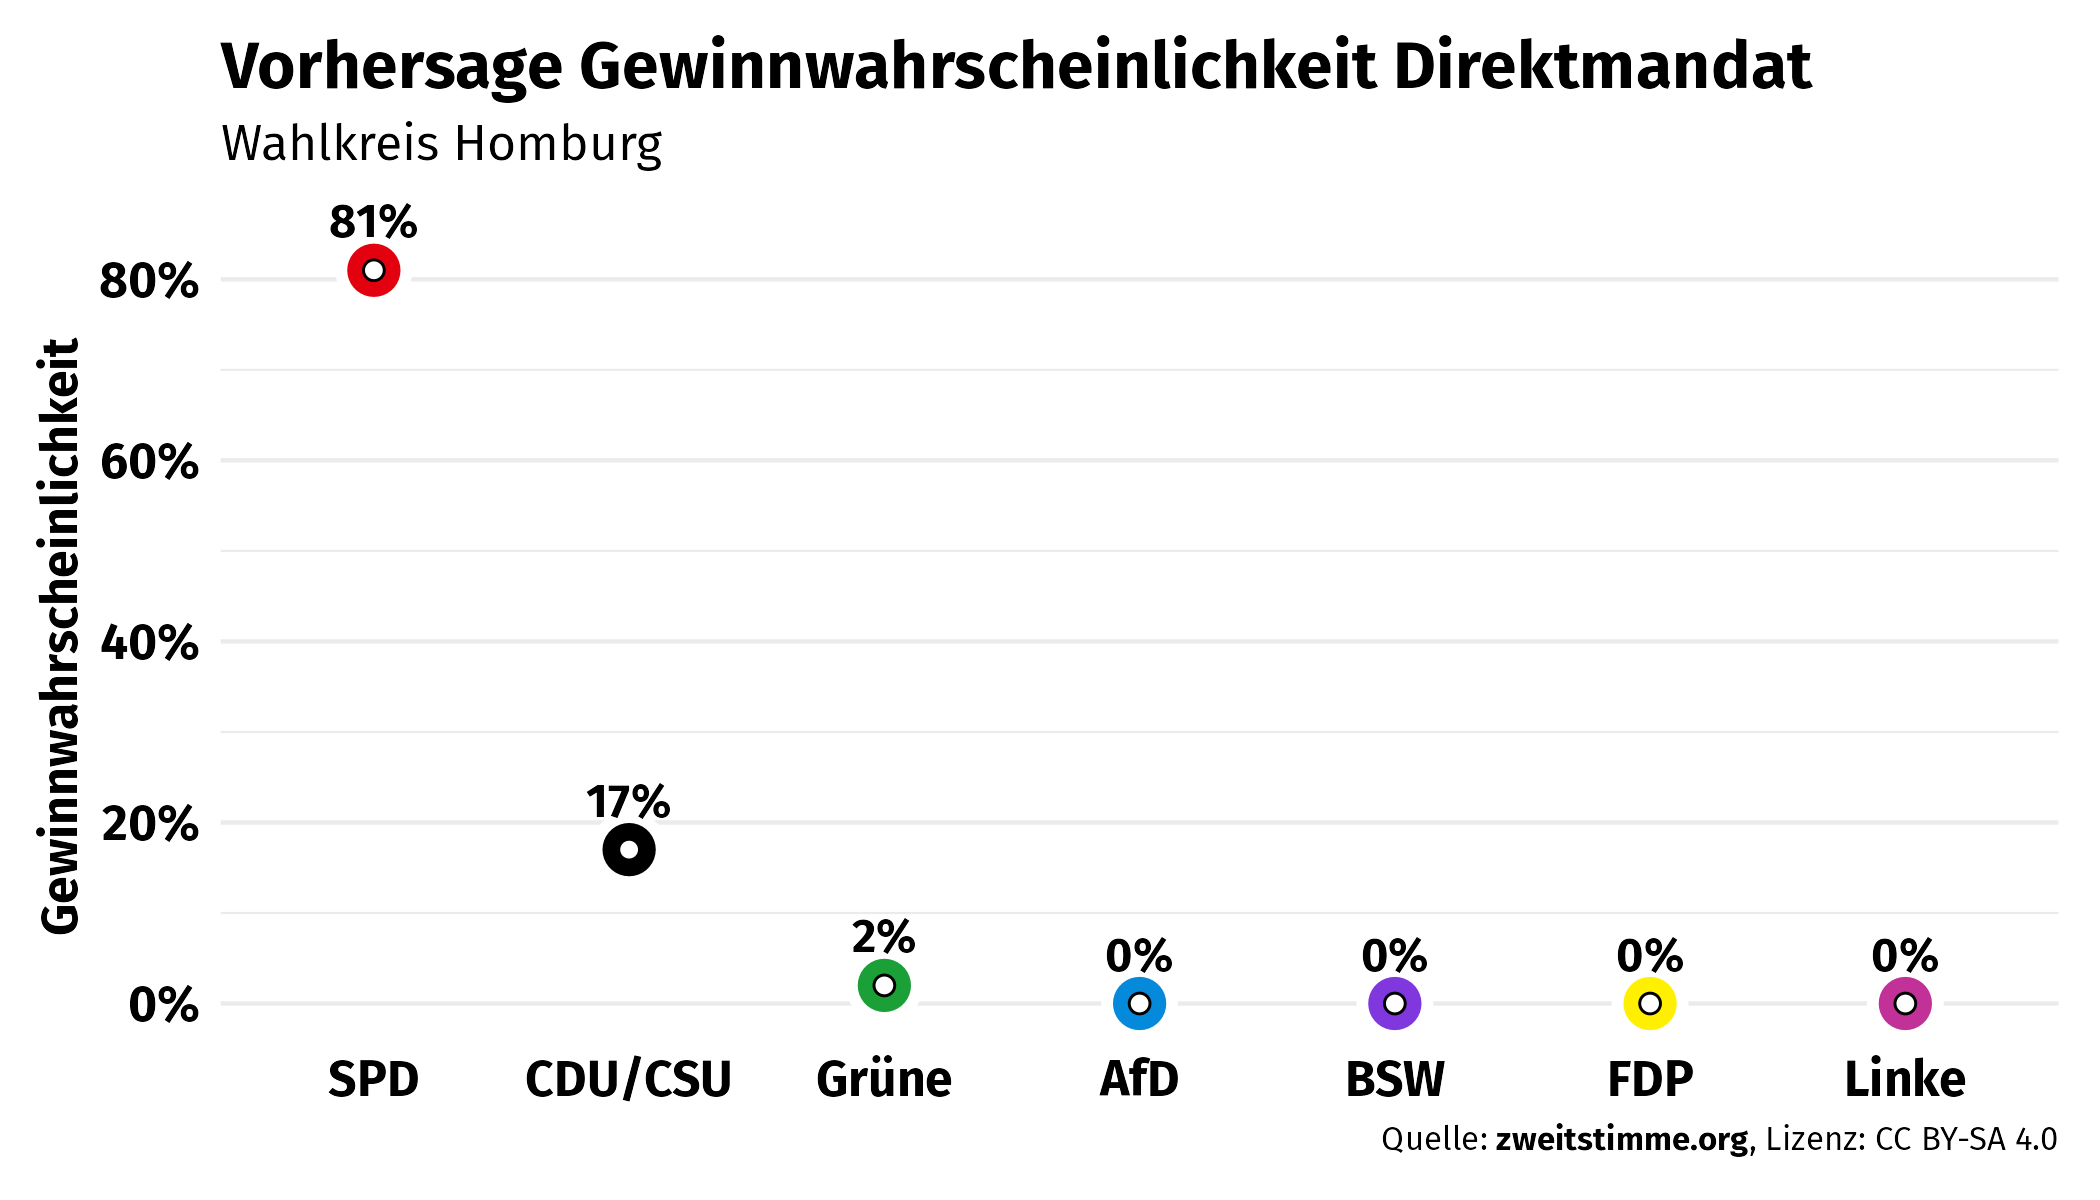 Vorhersage Gewinnwahrscheinlichkeit Direktmandat
Wahlkreis Homburg
Gewinnwahrscheinlichkeit
80%
60%
40%
20%
0%
81%
17%
2%
0%
0%
0%
0%
SPD
CDU/CSU
Grüne
AfD
BSW
FDP
Linke
Quelle: zweitstimme.org, Lizenz: CC BY-SA 4.0